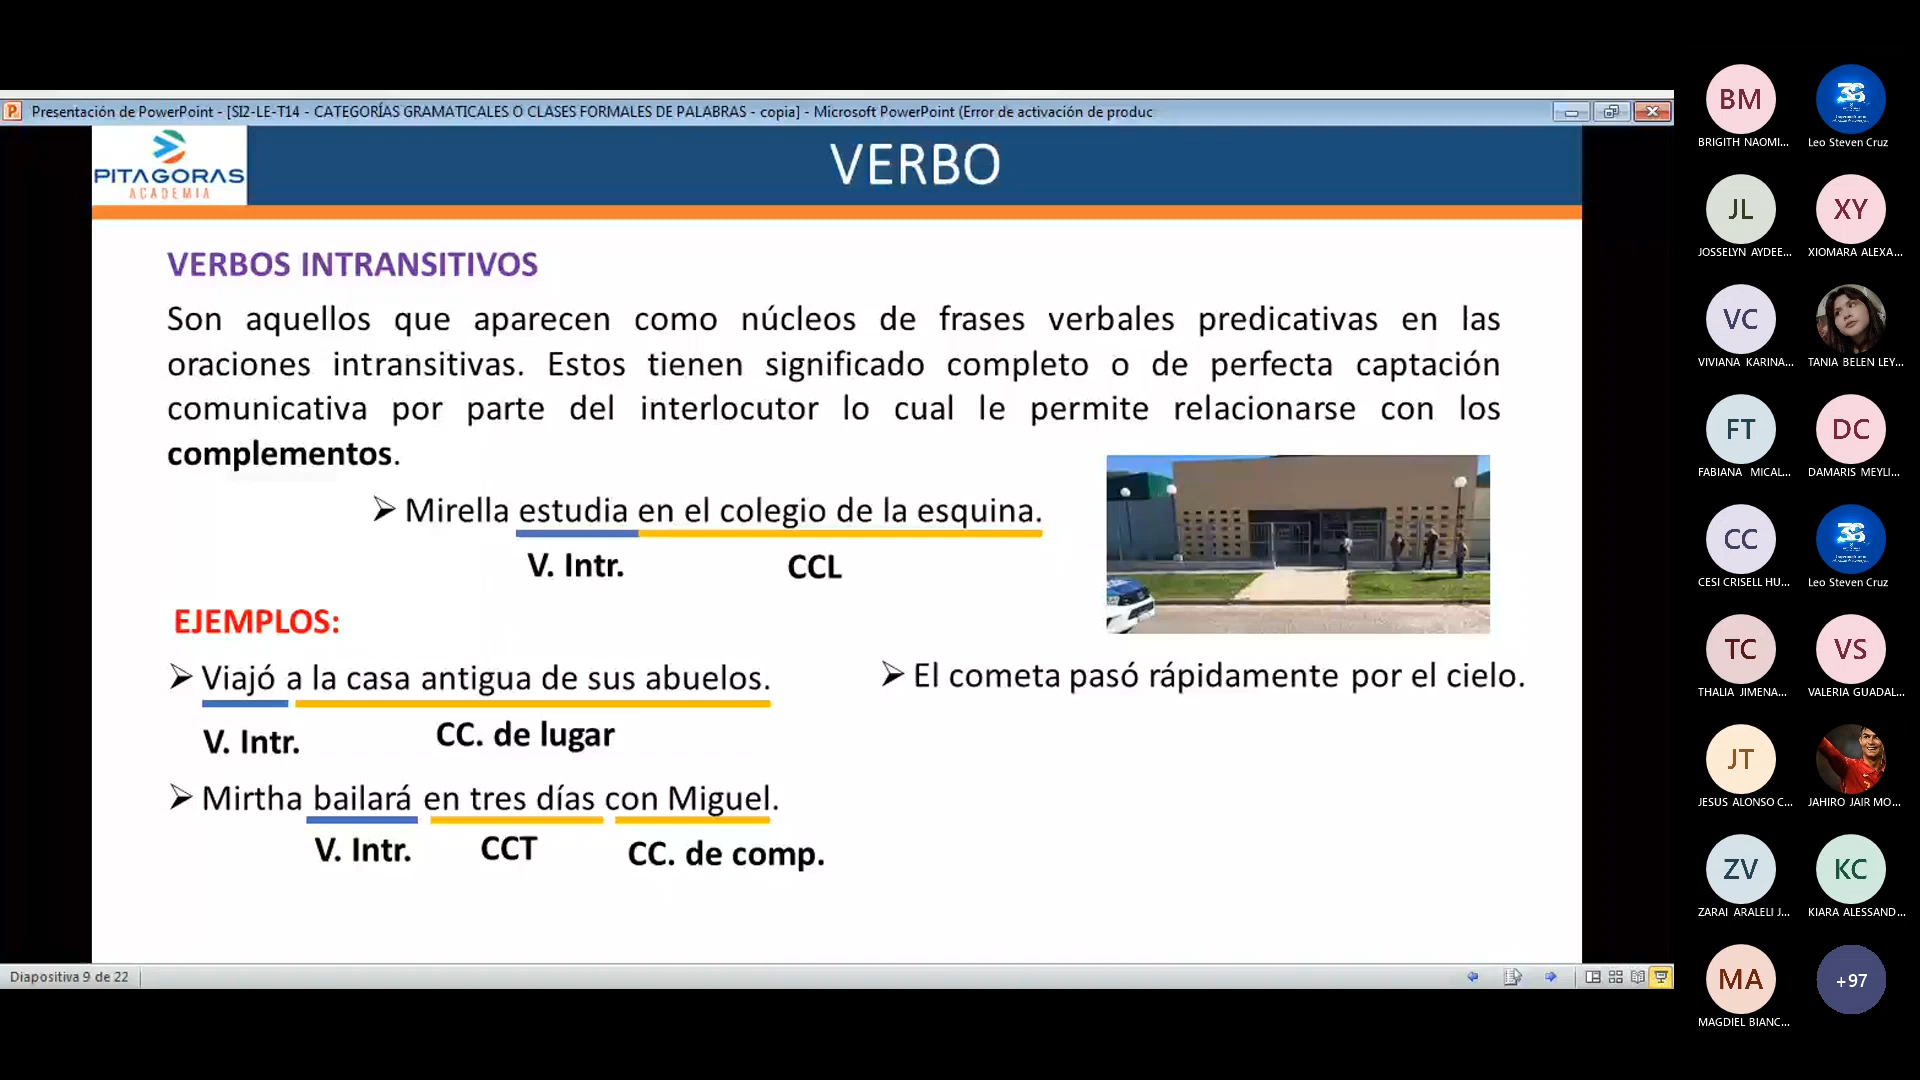 Presentación de PowerPoint - [SI2-LE-T14 - CATEGORÍAS GRAMATICALES O CLASES FORMALES DE PALABRAS - copia] - Microsoft PowerPoint (Error de activación de produc
PITAGORAS
ACADEMIA
VERBO
VERBOS INTRANSITIVOS
Son aquellos que aparecen como núcleos de frases verbales predicativas en las
oraciones intransitivas. Estos tienen significado completo o de perfecta captación
comunicativa por parte del interlocutor lo cual le permite relacionarse con los
complementos.
Mirella estudia en el colegio de la esquina.
V. Intr. CCL
EJEMPLOS:
Viajó a la casa antigua de sus abuelos.
V. Intr. CC. de lugar
Mirtha bailará en tres días con Miguel.
V. Intr. CCT CC. de comp.
El cometa pasó rápidamente por el cielo.
Diapositiva 9 de 22
BM
BRIGITH NAOMI...
Leo Steven Cruz
JL
JOSSELYN AYDEE...
XY
XIOMARA ALEXA...
VC
VIVIANA KARINA...
TANIA BELEN LEY...
FT
FABIANA MICAL...
DC
DAMARIS MEYLI...
CC
CESI CRISELL HU...
Leo Steven Cruz
TC
THALIA JIMENA...
VS
VALERIA GUADAL...
JT
JESUS ALONSO C...
JAHIRO JAIR MO...
ZV
ZARAI ARALELI J...
KC
KIARA ALESSAND...
MA
MAGDIEL BIANC...
+97